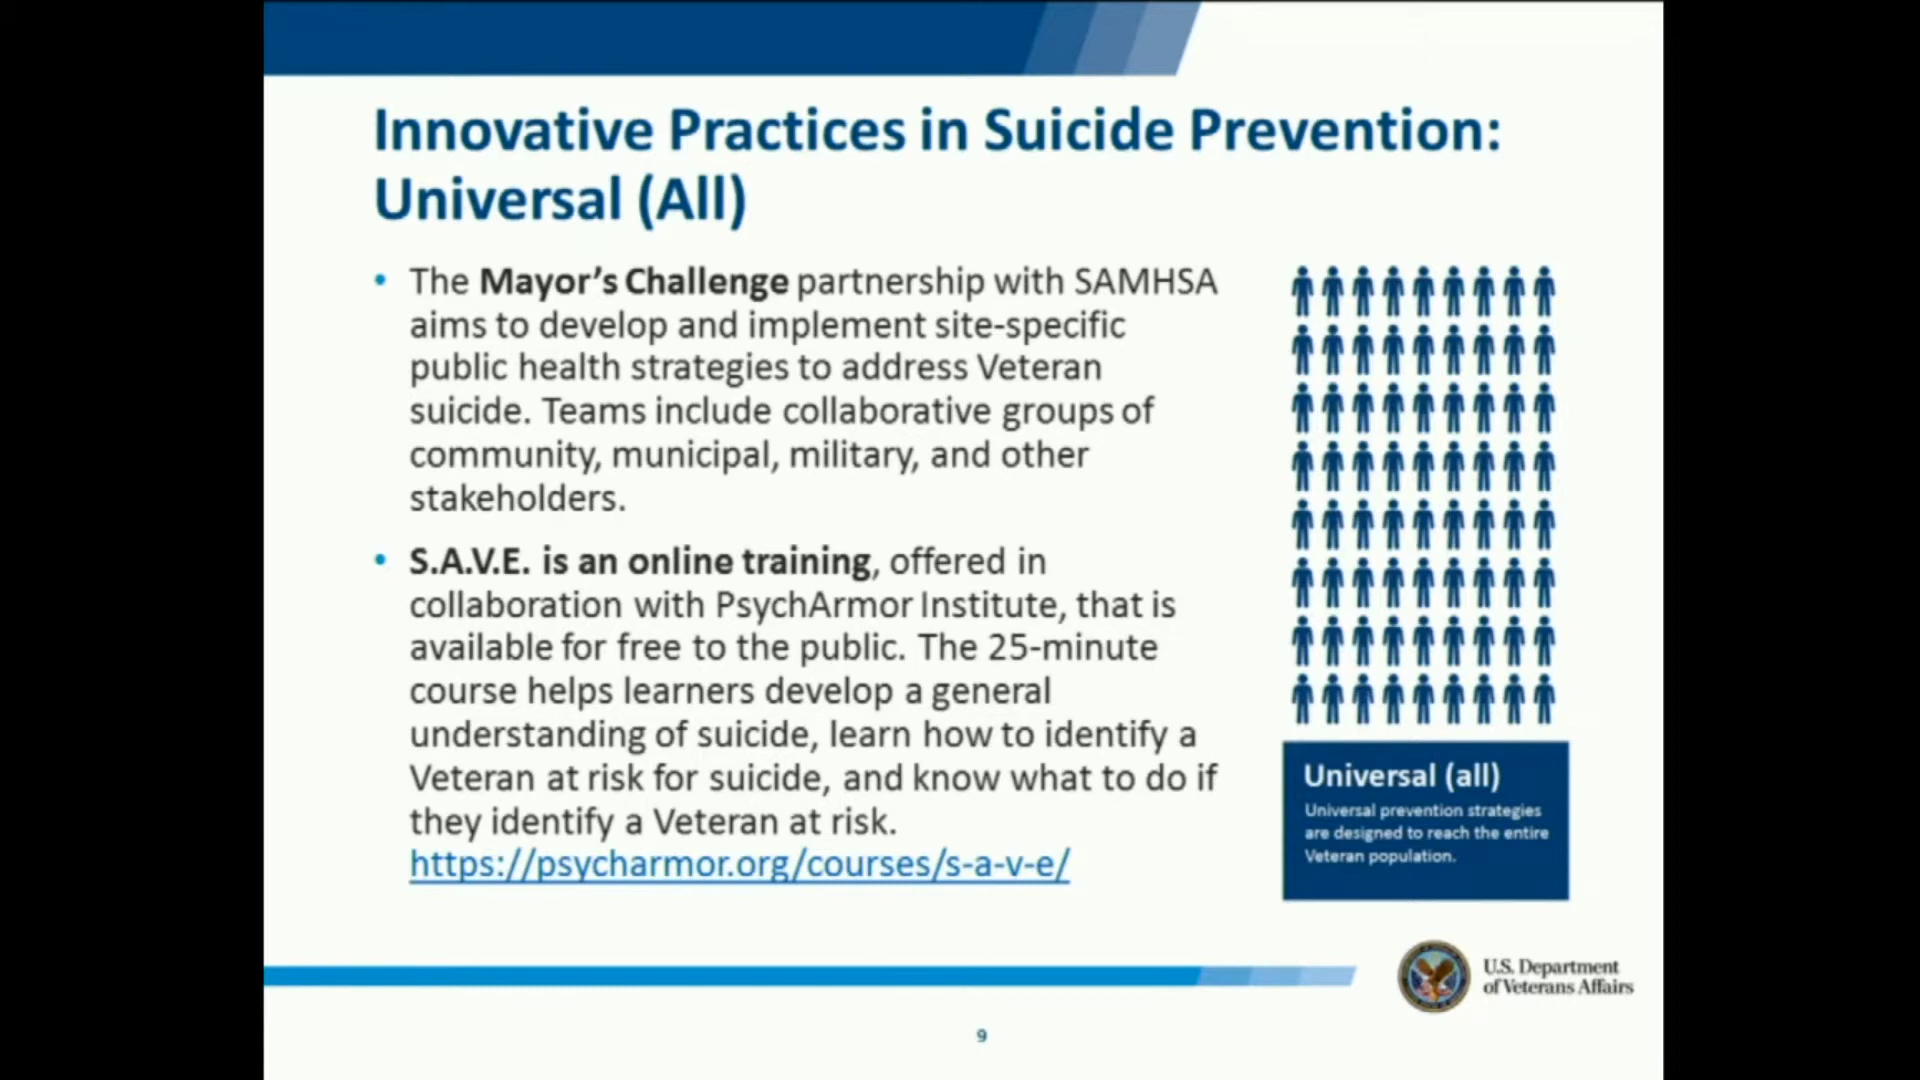 Innovative Practices in Suicide Prevention:
Universal (All)
• The Mayor's Challenge partnership with SAMHSA
aims to develop and implement site-specific
public health strategies to address Veteran
suicide. Teams include collaborative groups of
community, municipal, military, and other
stakeholders.
• S.A.V.E. is an online training, offered in
collaboration with PsychArmor Institute, that is
available for free to the public. The 25-minute
course helps learners develop a general
understanding of suicide, learn how to identify a
Veteran at risk for suicide, and know what to do if
they identify a Veteran at risk.
https://psycharmor.org/courses/s-a-v-e/
Universal (all)
Universal prevention strategies
are designed to reach the entire
Veteran population.
U.S. Department
of Veterans Affairs
9